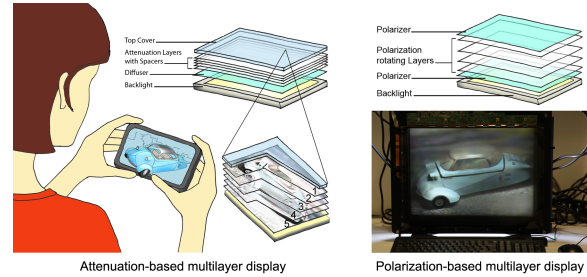 Top Cover
Attenuation Layers
with Spacers
Diffuser
Backlight
1
2
3
4
5
Attenuation-based multilayer display
Polarizer
Polarization
rotating Layers
Polarizer
Backlight
Polarization-based multilayer display